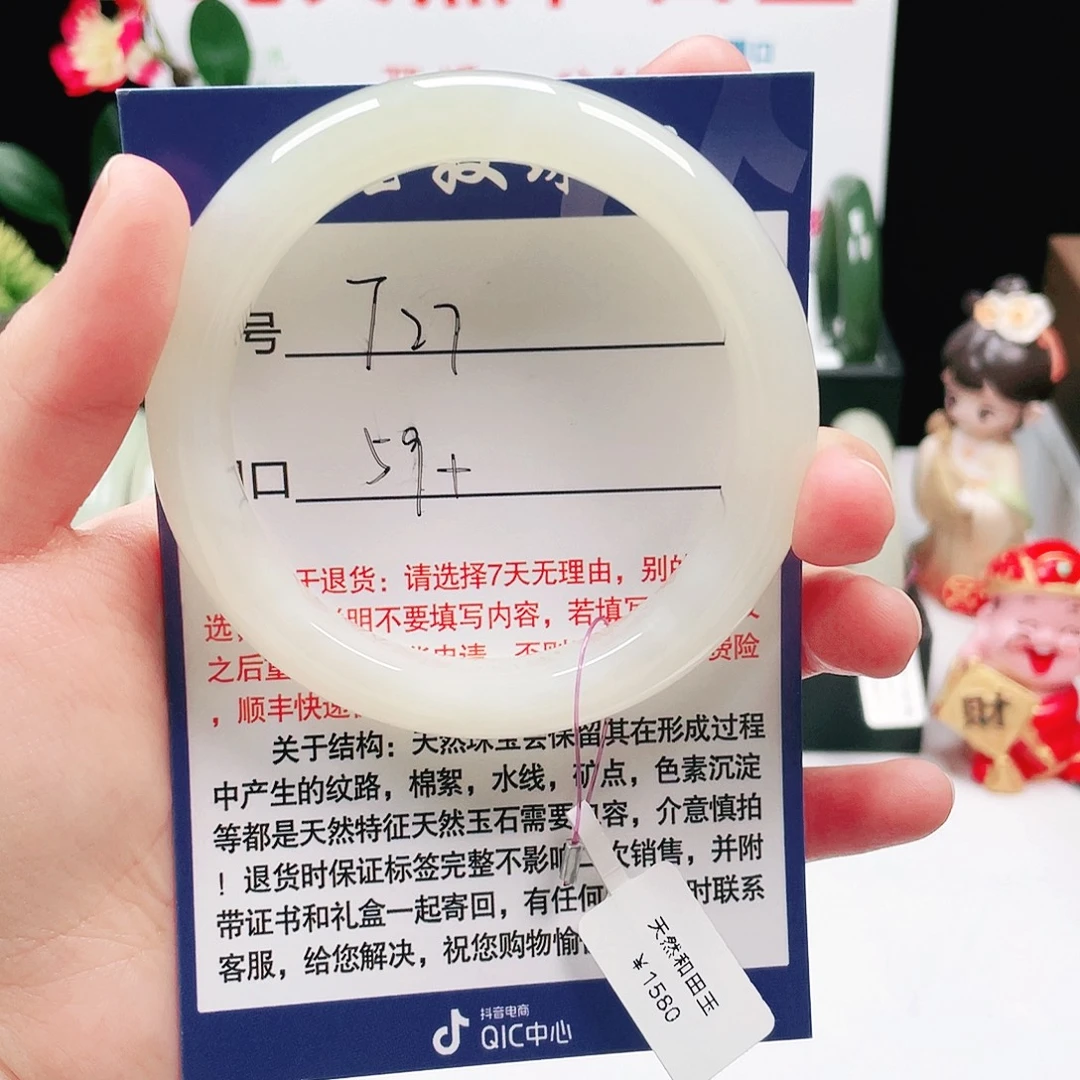 号 T27
口 59+
于退货：请选择7天无理由，别的
选，明不要填写内容，若填写
之后重 费险
，顺丰快递
关于结构：天然珠宝会保留其在形成过程
中产生的纹路，棉絮，水线，矿点，色素沉淀
等都是天然特征天然玉石需要内容，介意慎拍
！退货时保证标签完整不影响二次销售，并附
带证书和礼盒一起寄回，有任何 时联系
客服，给您解决，祝您购物愉
天然和田玉
¥1580
抖音电商
QIC中心
财